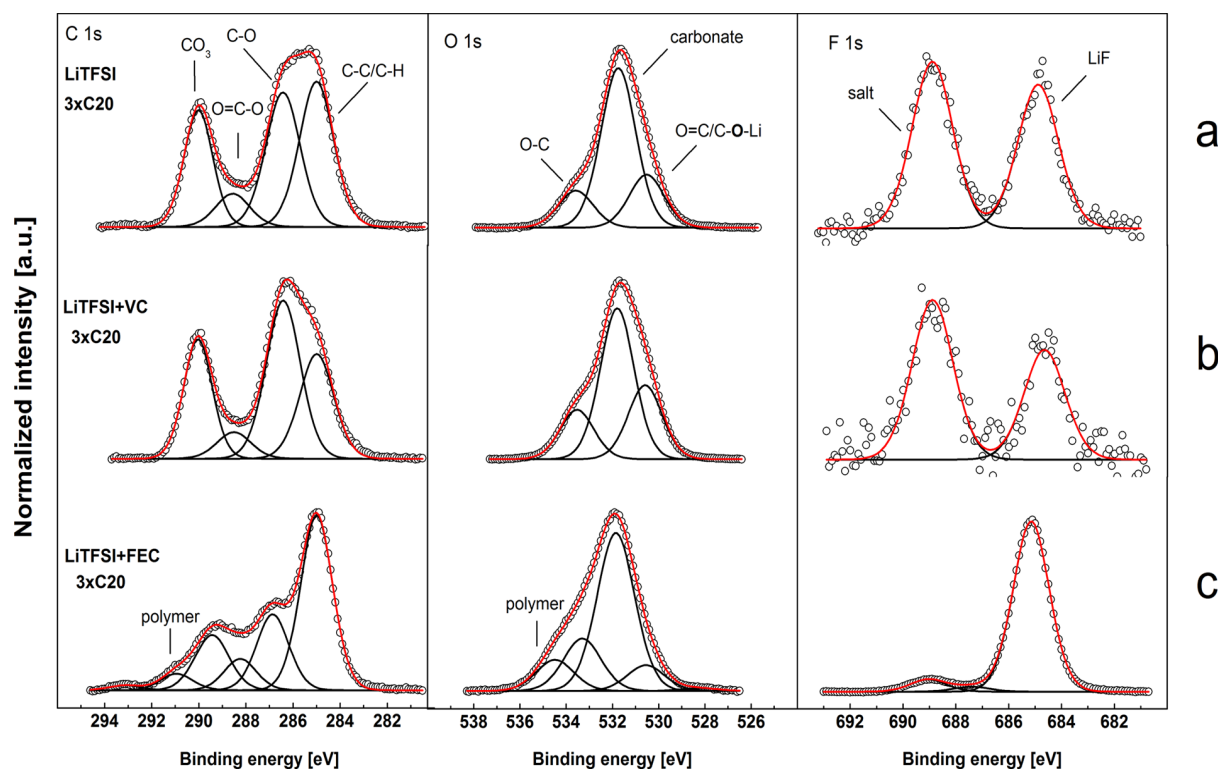 C 1s
CO3
C-O
LiTFSI
3xC20
O=C-O
C-C/C-H
O 1s
carbonate
O-C
O=C/C-O-Li
F 1s
salt
LiF
a
LiTFSI+VC
3xC20
b
LiTFSI+FEC
3xC20
polymer
polymer
c
Normalized intensity [a.u.]
294 292 290 288 286 284 282
538 536 534 532 530 528 526
692 690 688 686 684 682
Binding energy [eV]
Binding energy [eV]
Binding energy [eV]